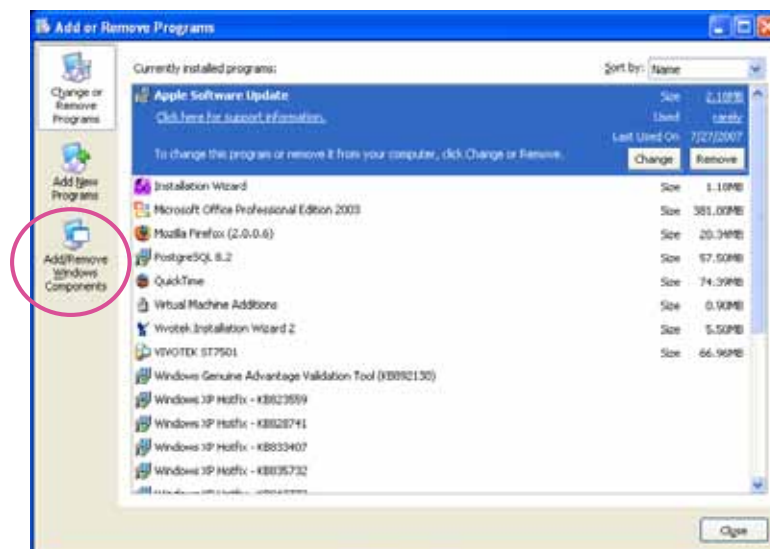 Add or Remove Programs
Change or
Remove
Programs
Add New
Programs
Add/Remove
Windows
Components
Currently installed programs:
Sort by: Name
Apple Software Update
Size 2.18MB
Click here for support information.
Used rarely
Last Used On 7/27/2007
To change this program or remove it from your computer, click Change or Remove.
Change
Remove
Installation Wizard Size 1.10MB
Microsoft Office Professional Edition 2003 Size 381.00MB
Mozilla Firefox (2.0.0.6) Size 20.34MB
PostgreSQL 8.2 Size 57.50MB
QuickTime Size 74.39MB
Virtual Machine Additions Size 0.90MB
Vivotek Installation Wizard 2 Size 5.50MB
VIVOTEK ST7501 Size 66.96MB
Windows Genuine Advantage Validation Tool (KB892130)
Windows XP Hotfix - KB823559
Windows XP Hotfix - KB828741
Windows XP Hotfix - KB833407
Windows XP Hotfix - KB835732
Close